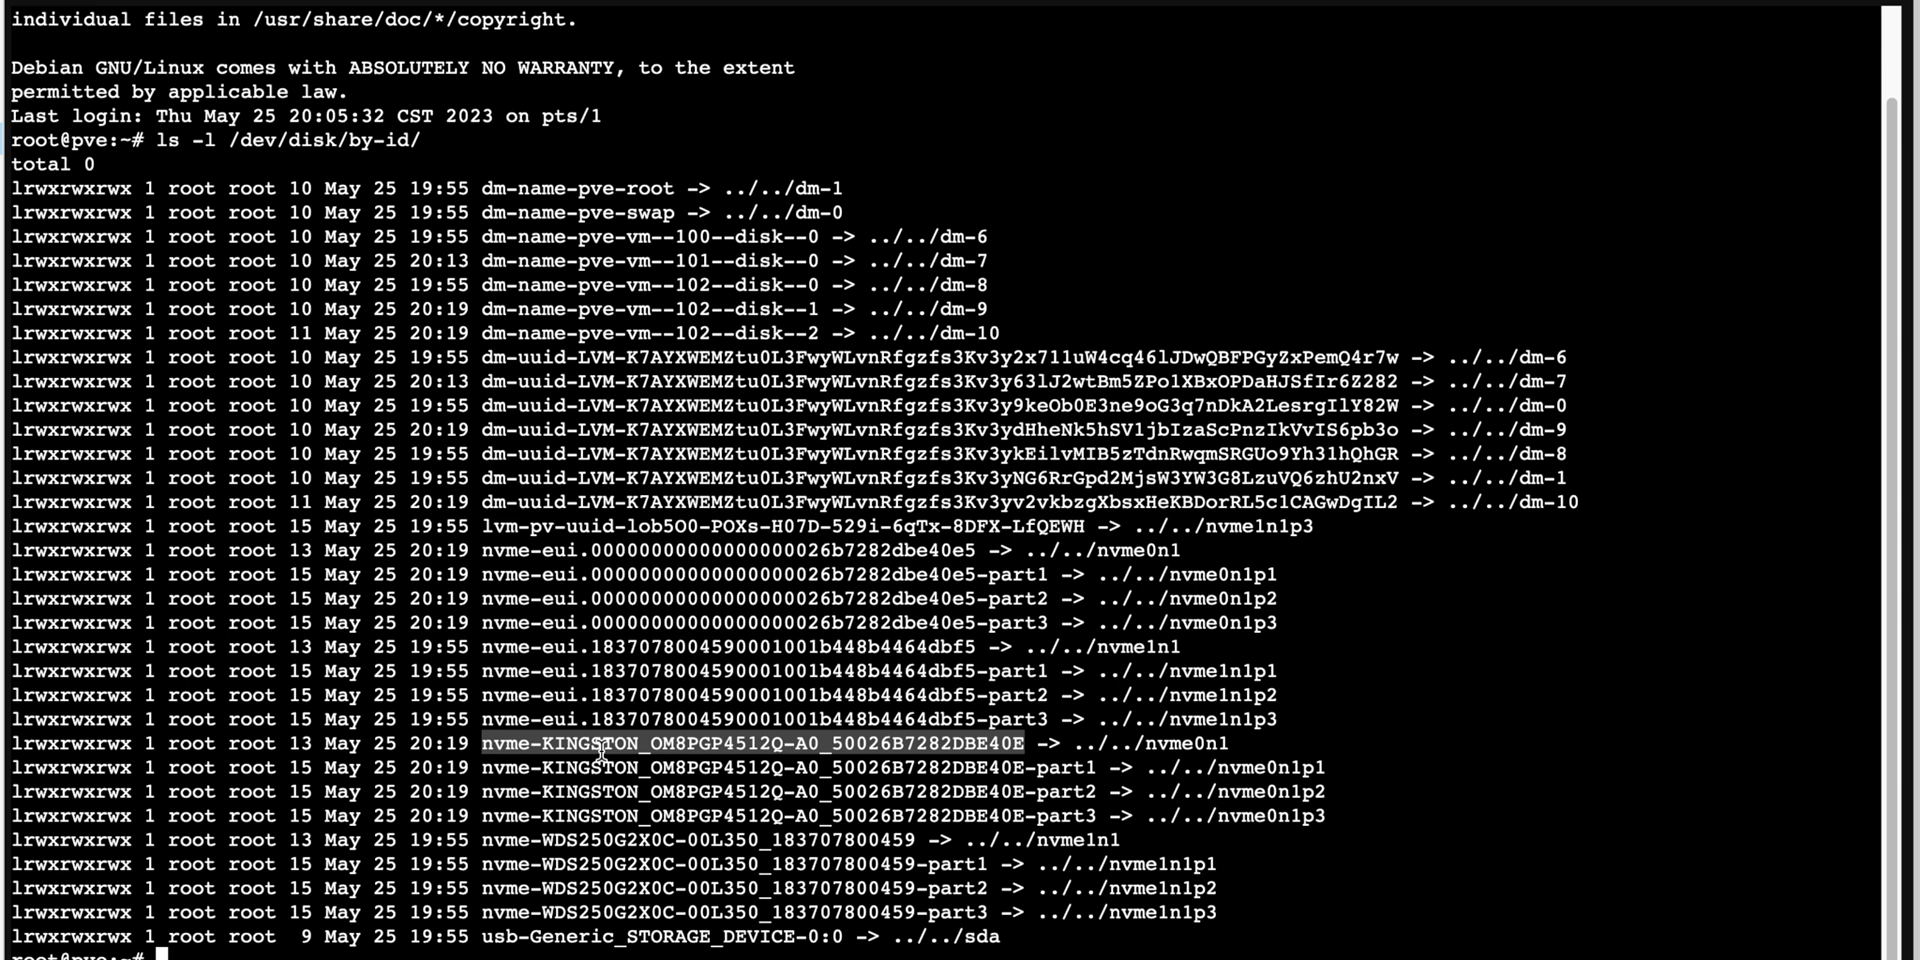 individual files in /usr/share/doc/*/copyright.
Debian GNU/Linux comes with ABSOLUTELY NO WARRANTY, to the extent
permitted by applicable law.
Last login: Thu May 25 20:05:32 CST 2023 on pts/1
root@pve:~# ls -l /dev/disk/by-id/
total 0
lrwxrwxrwx 1 root root 10 May 25 19:55 dm-name-pve-root -> ../../dm-1
lrwxrwxrwx 1 root root 10 May 25 19:55 dm-name-pve-swap -> ../../dm-0
lrwxrwxrwx 1 root root 10 May 25 19:55 dm-name-pve-vm--100--disk--0 -> ../../dm-6
lrwxrwxrwx 1 root root 10 May 25 20:13 dm-name-pve-vm--101--disk--0 -> ../../dm-7
lrwxrwxrwx 1 root root 10 May 25 19:55 dm-name-pve-vm--102--disk--0 -> ../../dm-8
lrwxrwxrwx 1 root root 10 May 25 20:19 dm-name-pve-vm--102--disk--1 -> ../../dm-9
lrwxrwxrwx 1 root root 11 May 25 20:19 dm-name-pve-vm--102--disk--2 -> ../../dm-10
lrwxrwxrwx 1 root root 10 May 25 19:55 dm-uuid-LVM-K7AYXWEMZtu0L3FwyWLvnRfgzfs3Kv3y2x711uW4cq46lJDwQBFPGyZxPemQ4r7w -> ../../dm-6
lrwxrwxrwx 1 root root 10 May 25 20:13 dm-uuid-LVM-K7AYXWEMZtu0L3FwyWLvnRfgzfs3Kv3y63lJ2wtBm5ZPo1XBxOPDaHJSfIr6Z282 -> ../../dm-7
lrwxrwxrwx 1 root root 10 May 25 19:55 dm-uuid-LVM-K7AYXWEMZtu0L3FwyWLvnRfgzfs3Kv3y9keOb0E3ne9oG3q7nDkA2LesrgIlY82W -> ../../dm-0
lrwxrwxrwx 1 root root 10 May 25 20:19 dm-uuid-LVM-K7AYXWEMZtu0L3FwyWLvnRfgzfs3Kv3ydHheNk5hSV1jbIzaScPnzIkVvIS6pb3o -> ../../dm-9
lrwxrwxrwx 1 root root 10 May 25 19:55 dm-uuid-LVM-K7AYXWEMZtu0L3FwyWLvnRfgzfs3Kv3ykEilvMIB5zTdnRwqmSRGUo9Yh31hQhGR -> ../../dm-8
lrwxrwxrwx 1 root root 10 May 25 19:55 dm-uuid-LVM-K7AYXWEMZtu0L3FwyWLvnRfgzfs3Kv3yNG6RrGpd2MjsW3YW3G8LzuVQ6zhU2nxV -> ../../dm-1
lrwxrwxrwx 1 root root 11 May 25 20:19 dm-uuid-LVM-K7AYXWEMZtu0L3FwyWLvnRfgzfs3Kv3yv2vkbzgXbsxHeKBDorRL5c1CAGwDgIL2 -> ../../dm-10
lrwxrwxrwx 1 root root 15 May 25 19:55 lvm-pv-uuid-lob5O0-POXs-H07D-529i-6qTx-8DFX-LfQEWH -> ../../nvme1n1p3
lrwxrwxrwx 1 root root 13 May 25 20:19 nvme-eui.00000000000000000026b7282dbe40e5 -> ../../nvme0n1
lrwxrwxrwx 1 root root 15 May 25 20:19 nvme-eui.00000000000000000026b7282dbe40e5-part1 -> ../../nvme0n1p1
lrwxrwxrwx 1 root root 15 May 25 20:19 nvme-eui.00000000000000000026b7282dbe40e5-part2 -> ../../nvme0n1p2
lrwxrwxrwx 1 root root 15 May 25 20:19 nvme-eui.00000000000000000026b7282dbe40e5-part3 -> ../../nvme0n1p3
lrwxrwxrwx 1 root root 13 May 25 19:55 nvme-eui.1837078004590001001b448b4464dbf5 -> ../../nvme1n1
lrwxrwxrwx 1 root root 15 May 25 19:55 nvme-eui.1837078004590001001b448b4464dbf5-part1 -> ../../nvme1n1p1
lrwxrwxrwx 1 root root 15 May 25 19:55 nvme-eui.1837078004590001001b448b4464dbf5-part2 -> ../../nvme1n1p2
lrwxrwxrwx 1 root root 15 May 25 19:55 nvme-eui.1837078004590001001b448b4464dbf5-part3 -> ../../nvme1n1p3
lrwxrwxrwx 1 root root 13 May 25 20:19 nvme-KINGSTON_OM8PGP4512Q-A0_50026B7282DBE40E -> ../../nvme0n1
lrwxrwxrwx 1 root root 15 May 25 20:19 nvme-KINGSTON_OM8PGP4512Q-A0_50026B7282DBE40E-part1 -> ../../nvme0n1p1
lrwxrwxrwx 1 root root 15 May 25 20:19 nvme-KINGSTON_OM8PGP4512Q-A0_50026B7282DBE40E-part2 -> ../../nvme0n1p2
lrwxrwxrwx 1 root root 15 May 25 20:19 nvme-KINGSTON_OM8PGP4512Q-A0_50026B7282DBE40E-part3 -> ../../nvme0n1p3
lrwxrwxrwx 1 root root 13 May 25 19:55 nvme-WDS250G2X0C-00L350_183707800459 -> ../../nvme1n1
lrwxrwxrwx 1 root root 15 May 25 19:55 nvme-WDS250G2X0C-00L350_183707800459-part1 -> ../../nvme1n1p1
lrwxrwxrwx 1 root root 15 May 25 19:55 nvme-WDS250G2X0C-00L350_183707800459-part2 -> ../../nvme1n1p2
lrwxrwxrwx 1 root root 15 May 25 19:55 nvme-WDS250G2X0C-00L350_183707800459-part3 -> ../../nvme1n1p3
lrwxrwxrwx 1 root root  9 May 25 19:55 usb-Generic_STORAGE_DEVICE-0:0 -> ../../sda
root@pve:~#